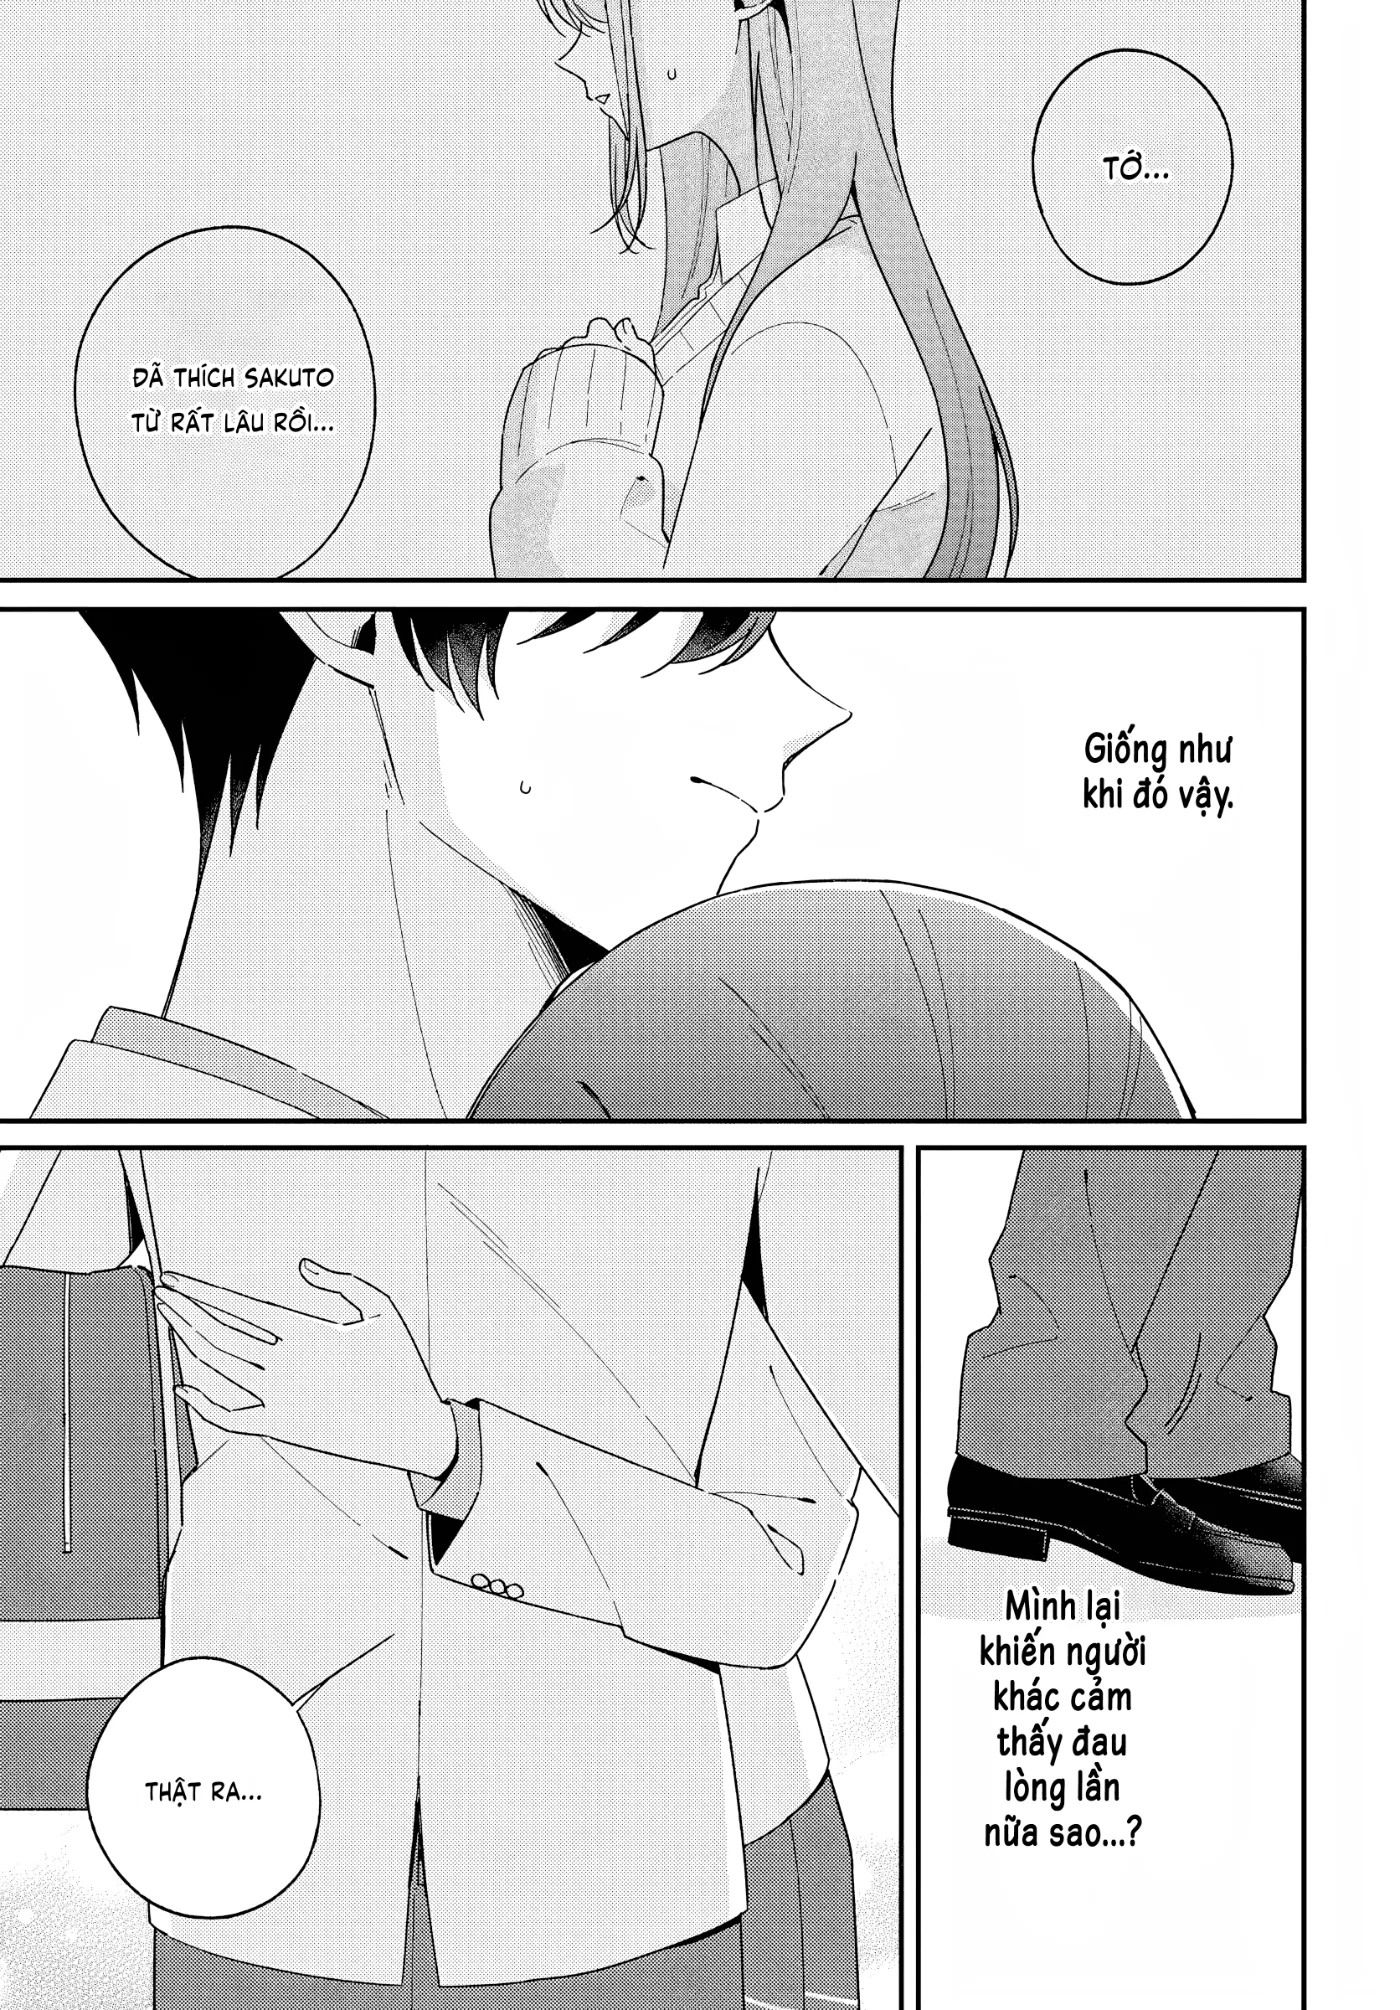 TỚ...
ĐÃ THÍCH SAKUTO
TỪ RẤT LÂU RỒI...
Giống như
khi đó vậy.
Mình lại
khiến người
khác cảm
thấy đau
lòng lần
nữa sao...?
THẬT RA...